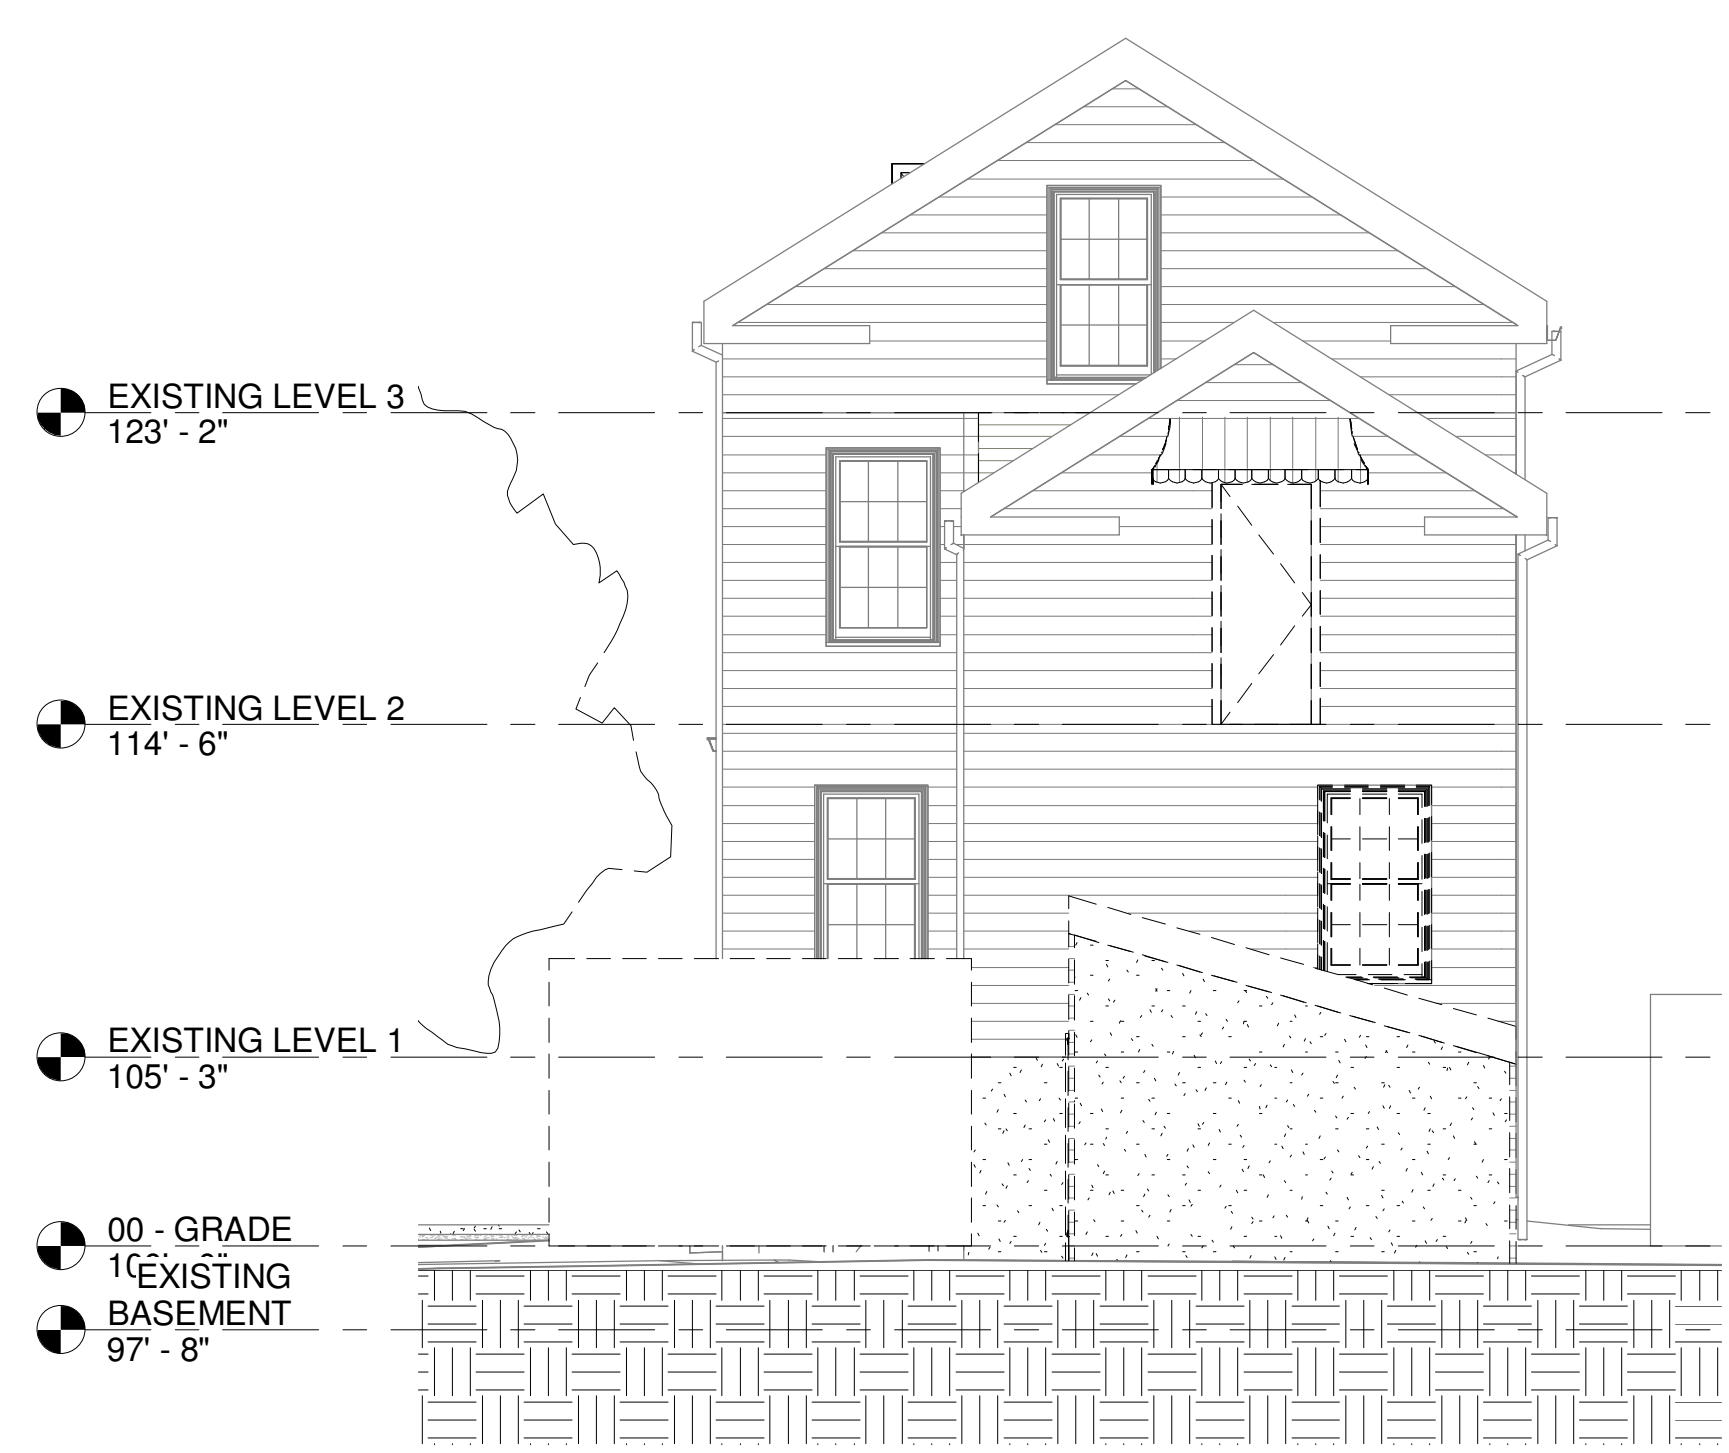 EXISTING LEVEL 3
123' - 2"
EXISTING LEVEL 2
114' - 6"
EXISTING LEVEL 1
105' - 3"
00 - GRADE
EXISTING
BASEMENT
97' - 8"